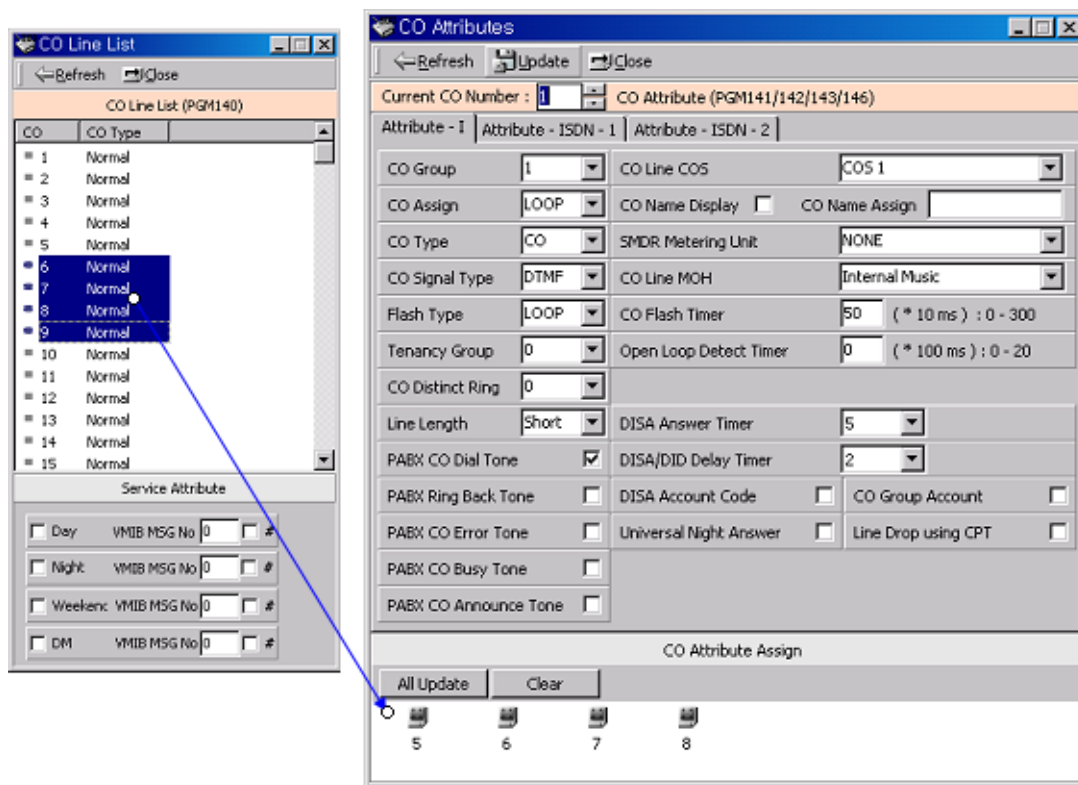 CO Line List
Refresh Close
CO Line List (PGM140)
CO CO Type
1 Normal
2 Normal
3 Normal
4 Normal
5 Normal
6 Normal
7 Normal
8 Normal
9 Normal
10 Normal
11 Normal
12 Normal
13 Normal
14 Normal
15 Normal
Service Attribute
Day VMIB MSG No 0 #
Night VMIB MSG No 0 #
Weekenc VMIB MSG No 0 #
DM VMIB MSG No 0 #
CO Attributes
Refresh Update Close
Current CO Number : 1 CO Attribute (PGM141/142/143/146)
Attribute - I Attribute - ISDN - 1 Attribute - ISDN - 2
CO Group 1 CO Line COS COS 1
CO Assign LOOP CO Name Display CO Name Assign
CO Type CO SMDR Metering Unit NONE
CO Signal Type DTMF CO Line MOH Internal Music
Flash Type LOOP CO Flash Timer 50 ( * 10 ms ) : 0 - 300
Tenancy Group 0 Open Loop Detect Timer 0 ( * 100 ms ) : 0 - 20
CO Distinct Ring 0
Line Length Short DISA Answer Timer 5
PABX CO Dial Tone DISA/DID Delay Timer 2
PABX Ring Back Tone DISA Account Code CO Group Account
PABX CO Error Tone Universal Night Answer Line Drop using CPT
PABX CO Busy Tone
PABX CO Announce Tone
CO Attribute Assign
All Update Clear
5 6 7 8